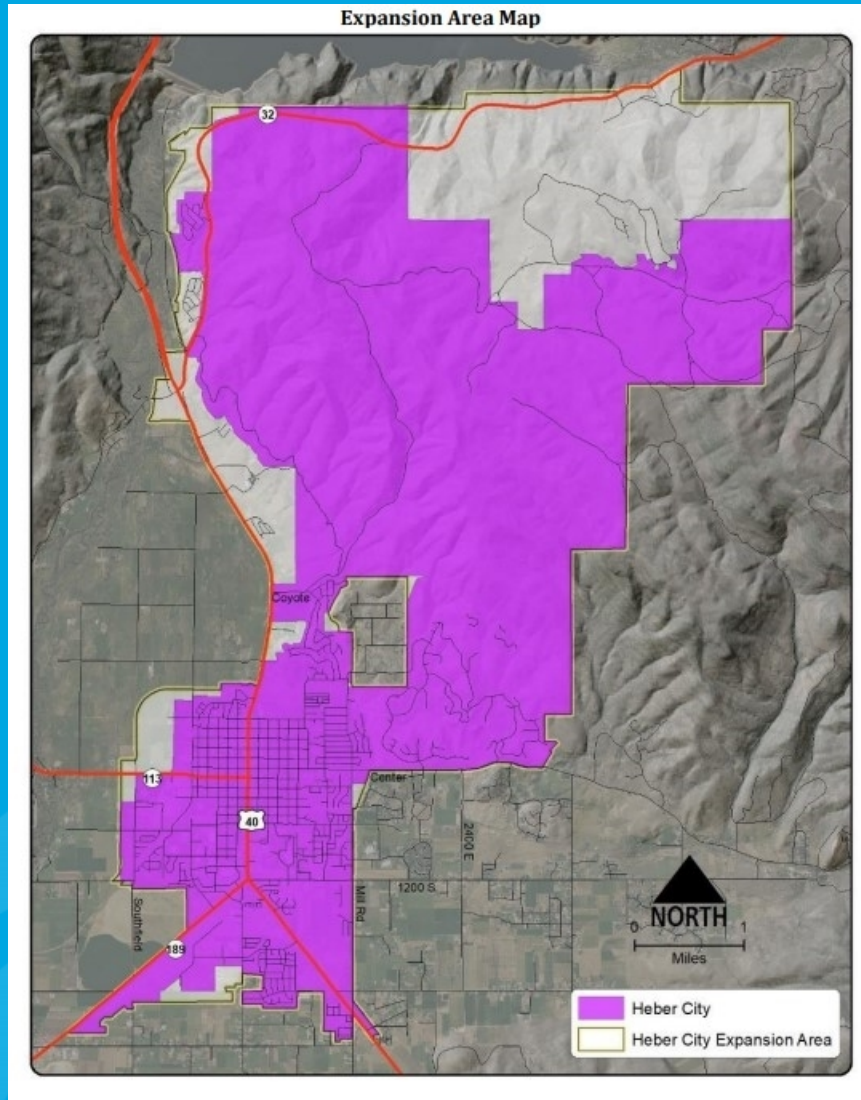 Expansion Area Map
32
Coyote
113
Center
40
2400 E
Mill Rd
1200 S
Southfield
189
NORTH
0 1
Miles
Heber City
Heber City Expansion Area